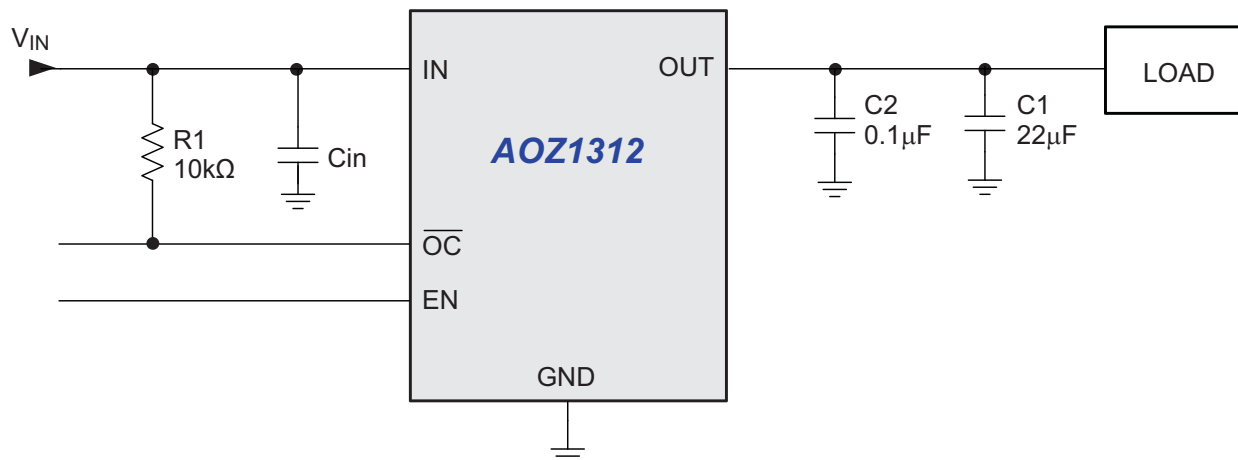 VIN
IN
OUT
LOAD
R1
10kΩ
Cin
AOZ1312
C2
0.1µF
C1
22µF
OC
EN
GND